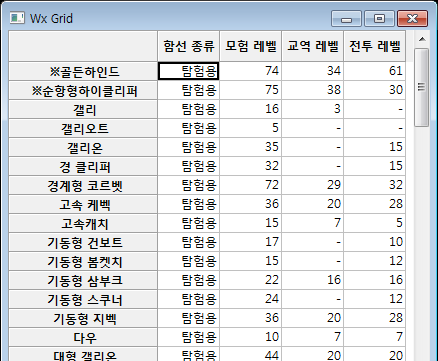 Wx Grid
함선 종류 모험 레벨 교역 레벨 전투 레벨
※골든하인드 탐험용 74 34 61
※순항형하이클리퍼 탐험용 75 38 30
갤리 탐험용 16 3 -
갤리오트 탐험용 5 - -
갤리온 탐험용 35 - 15
경 클리퍼 탐험용 32 - 15
경계형 코르벳 탐험용 72 29 32
고속 케벡 탐험용 36 20 28
고속캐치 탐험용 15 7 5
기동형 건보트 탐험용 17 - 10
기동형 봄켓치 탐험용 15 - 12
기동형 삼부크 탐험용 22 16 16
기동형 스쿠너 탐험용 24 - 12
기동형 지벡 탐험용 36 20 28
다우 탐험용 10 7 7
대형 갤리온 탐험용 44 20 20